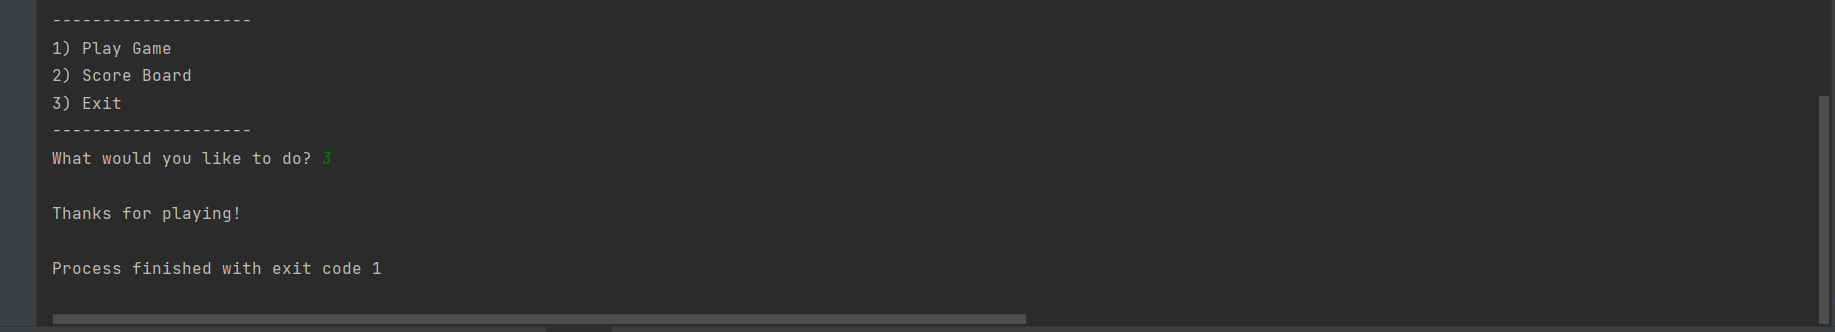 --------------------
1) Play Game
2) Score Board
3) Exit
--------------------
What would you like to do? 3
Thanks for playing!
Process finished with exit code 1